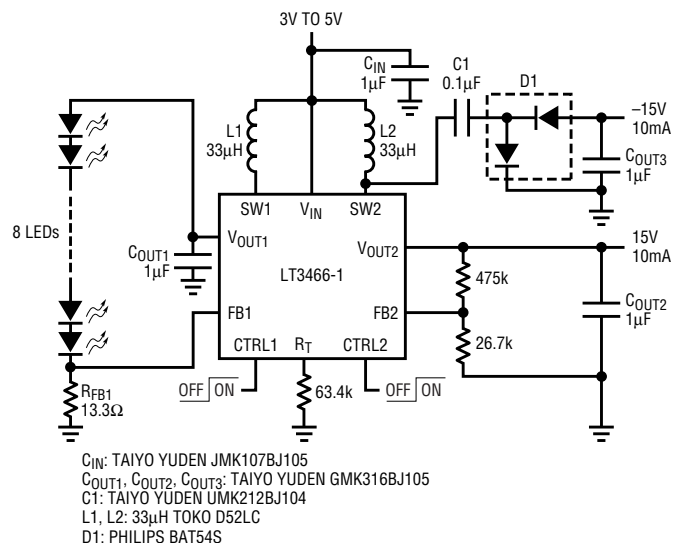 3V TO 5V
CIN
1µF
C1
0.1µF
D1
–15V
10mA
L1
33µH
L2
33µH
COUT3
1µF
SW1
VIN
SW2
8 LEDs
VOUT1
VOUT2
15V
10mA
COUT1
1µF
LT3466-1
475k
COUT2
1µF
FB1
FB2
CTRL1
RT
CTRL2
26.7k
RFB1
13.3Ω
OFF ON
63.4k
OFF ON
CIN: TAIYO YUDEN JMK107BJ105
COUT1, COUT2, COUT3: TAIYO YUDEN GMK316BJ105
C1: TAIYO YUDEN UMK212BJ104
L1, L2: 33µH TOKO D52LC
D1: PHILIPS BAT54S